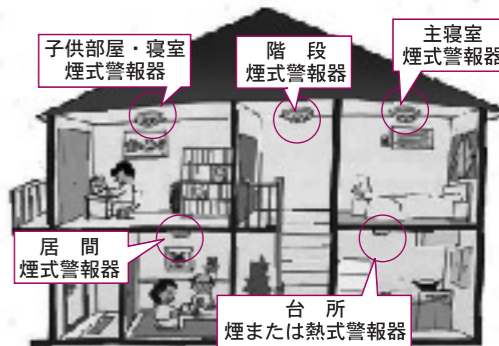 子供部屋・寝室
煙式警報器
階　段
煙式警報器
主寝室
煙式警報器
居　間
煙式警報器
台　所
煙または熱式警報器